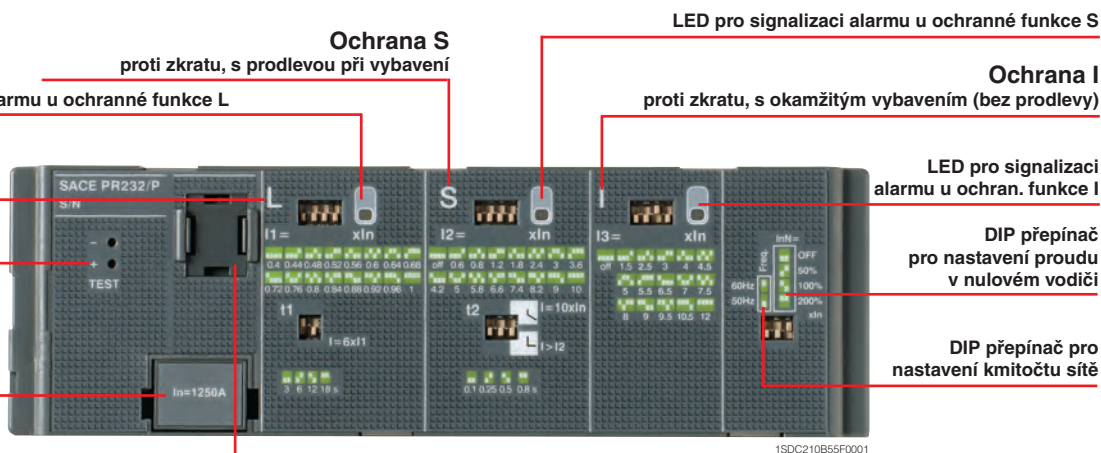 LED pro signalizaci alarmu u ochranné funkce S
Ochrana S
proti zkratu, s prodlevou při vybavení
Ochrana I
proti zkratu, s okamžitým vybavením (bez prodlevy)
armu u ochranné funkce L
LED pro signalizaci
alarmu u ochran. funkce I
DIP přepínač
pro nastavení proudu
v nulovém vodiči
DIP přepínač pro
nastavení kmitočtu sítě
SACE PR232/P
S/N
-
+
TEST
In=1250A
L
I1= xIn
0.4 0.44 0.48 0.52 0.56 0.6 0.64 0.68
0.72 0.76 0.8 0.84 0.88 0.92 0.96 1
t1
I=6xI1
3 6 12 18 s
S
I2= xIn
off 0.6 0.8 1.2 1.8 2.4 3 3.6
4.2 5 5.8 6.6 7.4 8.2 9 10
t2
I=10xIn
I>I2
0.1 0.25 0.5 0.8 s
I
I3= xIn
off 1.5 2.5 3 4 4.5
5 5.5 6.5 7 7.5
8 9 9.5 10.5 12
Freq.
60Hz
50Hz
InN=
OFF
50%
100%
200%
xIn
1SDC210B55F0001